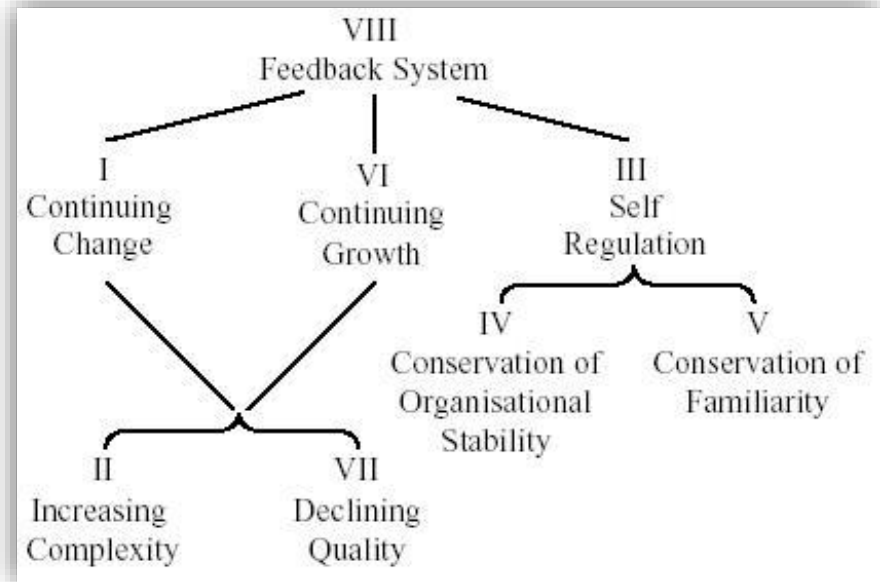 VIII
Feedback System
I
Continuing
Change
VI
Continuing
Growth
III
Self
Regulation
IV
Conservation of
Organisational
Stability
V
Conservation of
Familiarity
II
Increasing
Complexity
VII
Declining
Quality